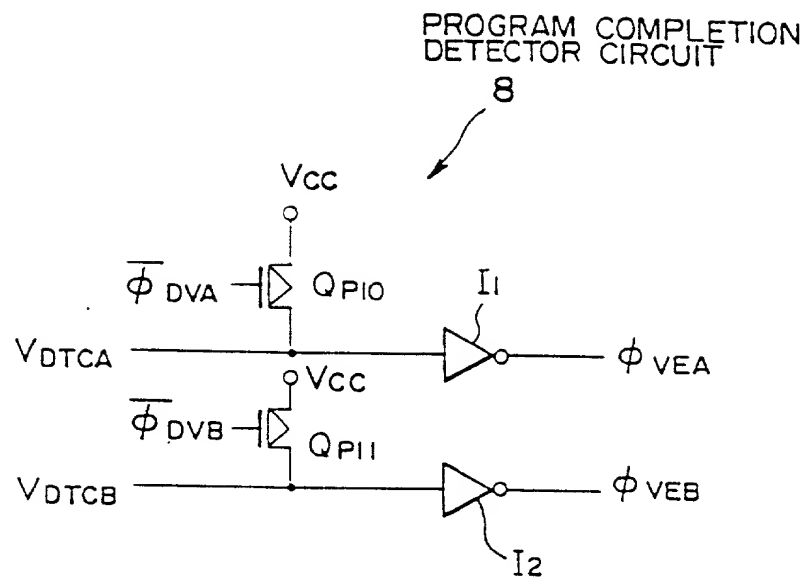 PROGRAM COMPLETION
DETECTOR CIRCUIT
8
VCC
φ̅DVA
QP10
I1
VDTCA
φVEA
VCC
φ̅DVB
QP11
VDTCB
φVEB
I2